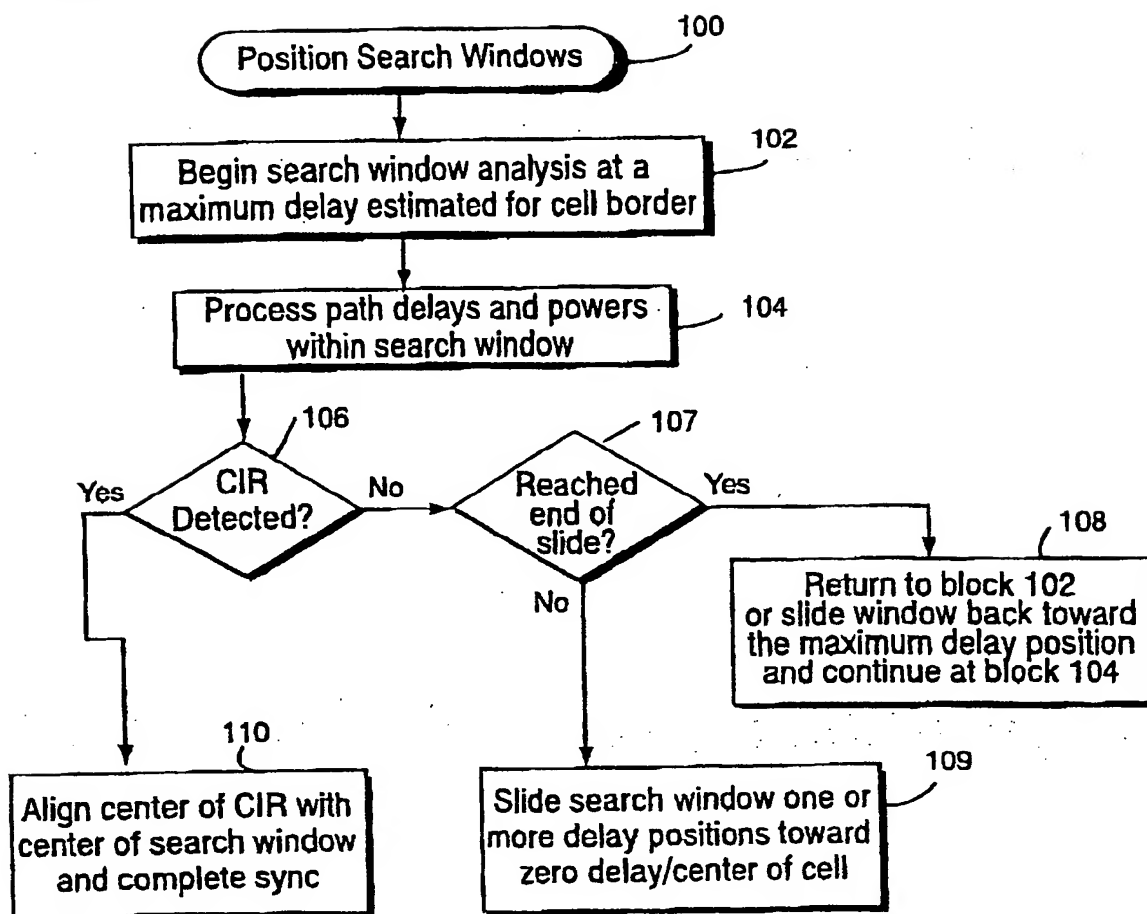 100
Position Search Windows
102
Begin search window analysis at a
maximum delay estimated for cell border
104
Process path delays and powers
within search window
106
107
Yes
CIR
Detected?
No
Reached
end of
slide?
Yes
108
No
Return to block 102
or slide window back toward
the maximum delay position
and continue at block 104
110
109
Align center of CIR with
center of search window
and complete sync
Slide search window one or
more delay positions toward
zero delay/center of cell